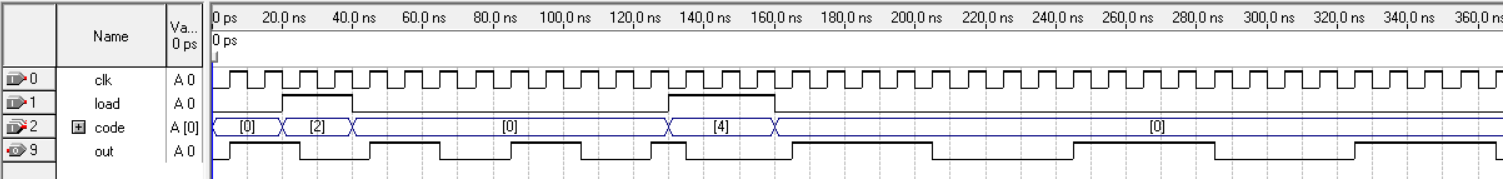 Name Va... 0 ps 0 ps 20.0 ns 40.0 ns 60.0 ns 80.0 ns 100.0 ns 120.0 ns 140.0 ns 160.0 ns 180.0 ns 200.0 ns 220.0 ns 240.0 ns 260.0 ns 280.0 ns 300.0 ns 320.0 ns 340.0 ns 360.0 ns
0 ps
0 clk A 0
1 load A 0
2 code A [0] [0] [2] [0] [4] [0]
9 out A 0